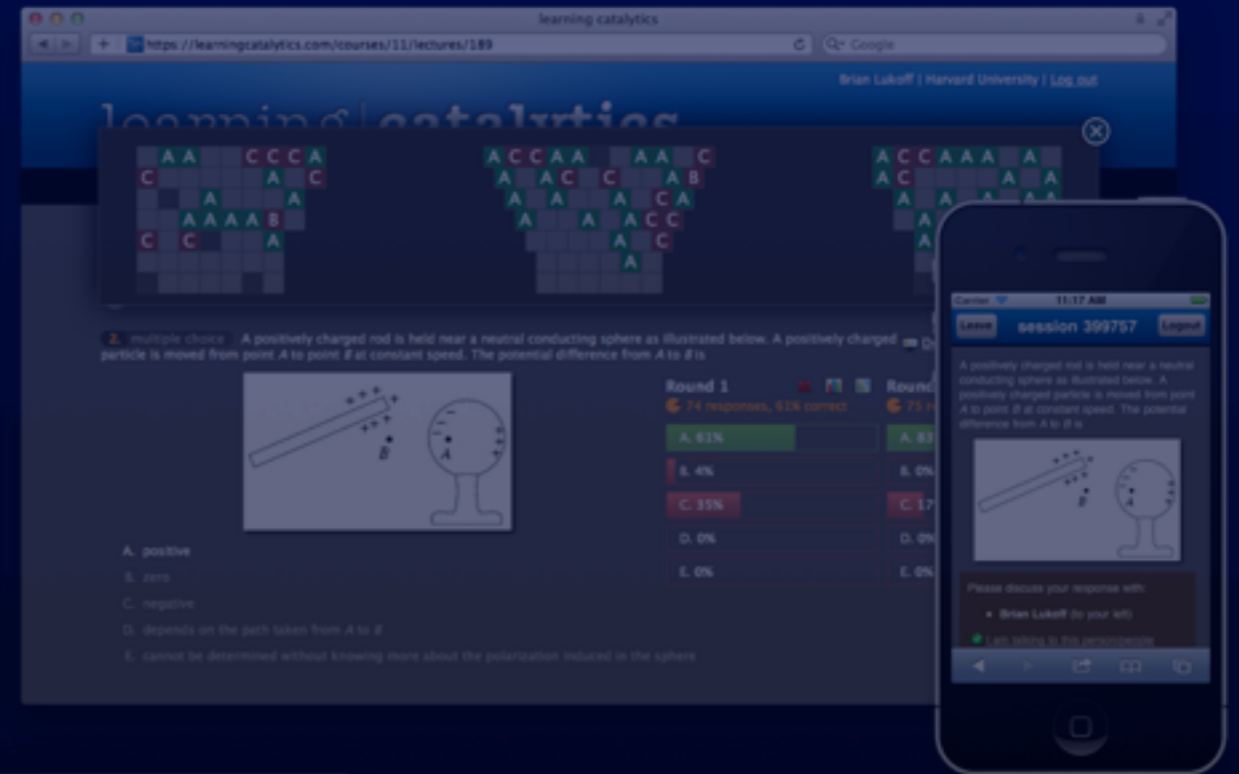 learning catalytics
https://learningcatalytics.com/courses/11/lectures/189
Google
Brian Lukoff | Harvard University | Log out
learning | catalytics
A A C C C A
C A C
A A
A A A A B
C C A
A C C A A A A C
A A C C A B
A A A C A
A A A C C
A C
A
A C C A A A A
A C A A
A A A A A
A
A
2. multiple choice A positively charged rod is held near a neutral conducting sphere as illustrated below. A positively charged
particle is moved from point A to point B at constant speed. The potential difference from A to B is
B
A
A. positive
B. zero
C. negative
D. depends on the path taken from A to B
E. cannot be determined without knowing more about the polarization induced in the sphere
Round 1
74 responses, 61% correct
A. 61%
B. 4%
C. 35%
D. 0%
E. 0%
Round
75 r
A. 83
B. 0%
C. 17
D. 0%
E. 0%
Carrier 11:17 AM
Leave session 399757 Logout
A positively charged rod is held near a neutral
conducting sphere as illustrated below. A
positively charged particle is moved from point
A to point B at constant speed. The potential
difference from A to B is
B
A
Please discuss your response with:
• Brian Lukoff (to your left)
I am talking to this person/people